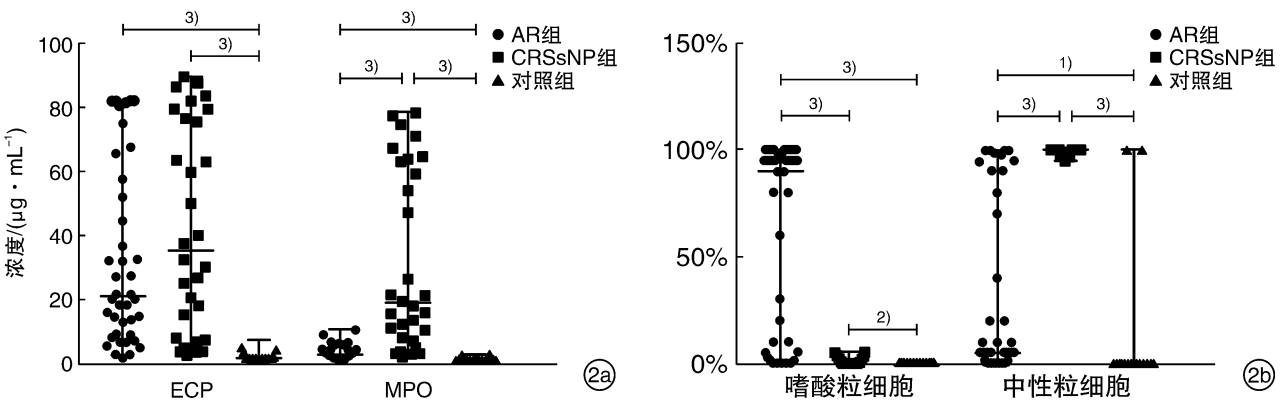 3)
3)
3)
3)
3)
AR组
CRSsNP组
对照组
浓度/(μg·mL⁻¹)
100
80
60
40
20
0
ECP
MPO
2a
150%
100%
50%
0%
3)
3)
2)
1)
3)
3)
AR组
CRSsNP组
对照组
嗜酸粒细胞
中性粒细胞
2b